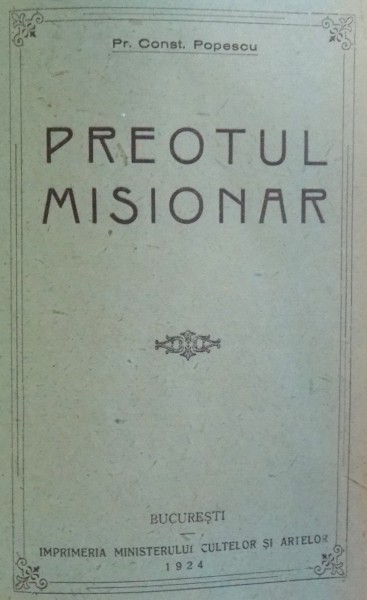 Pr. Const. Popescu
PREOTUL
MISIONAR
BUCUREȘTI
IMPRIMERIA MINISTERULUI CULTELOR ȘI ARTELOR
1924